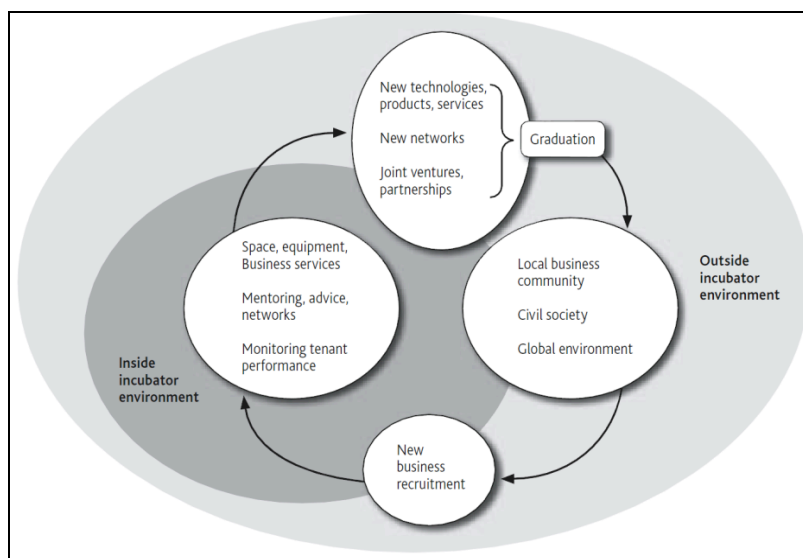 New technologies,
products, services
New networks
Joint ventures,
partnerships
Graduation
Space, equipment,
Business services
Mentoring, advice,
networks
Monitoring tenant
performance
Local business
community
Civil society
Global environment
Outside
incubator
environment
Inside
incubator
environment
New
business
recruitment